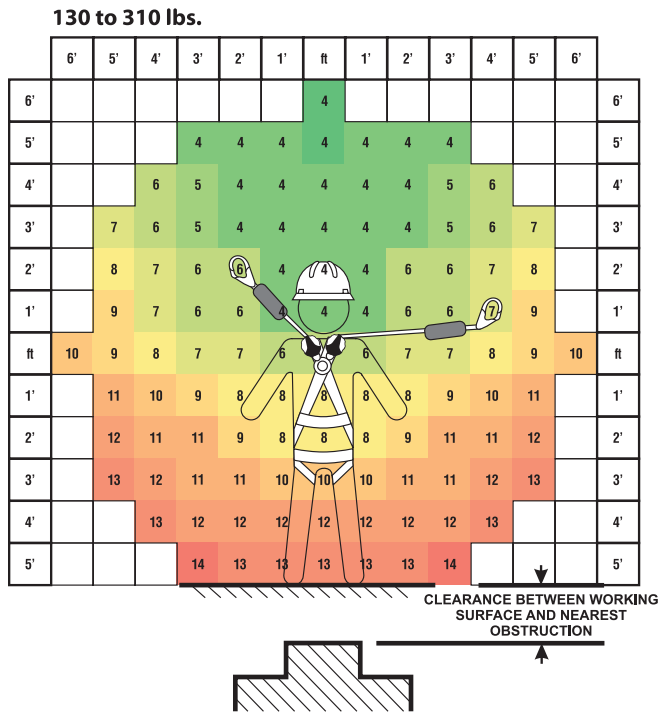 130 to 310 lbs.
6' 5' 4' 3' 2' 1' ft 1' 2' 3' 4' 5' 6'
6' 4 6'
5' 4 4 4 4 4 4 4 5'
4' 6 5 4 4 4 4 4 5 6 4'
3' 7 6 5 4 4 4 4 4 5 6 7 3'
2' 8 7 6 6 4 4 4 6 6 7 8 2'
1' 9 7 6 6 4 4 4 6 6 7 9 1'
ft 10 9 8 7 7 6 6 7 7 8 9 10 ft
1' 11 10 9 8 8 8 8 8 9 10 11 1'
2' 12 11 11 9 8 8 8 9 11 11 12 2'
3' 13 12 11 11 10 10 10 11 11 12 13 3'
4' 13 12 12 12 12 12 12 12 13 4'
5' 14 13 13 13 13 13 14 5'
CLEARANCE BETWEEN WORKING
SURFACE AND NEAREST
OBSTRUCTION